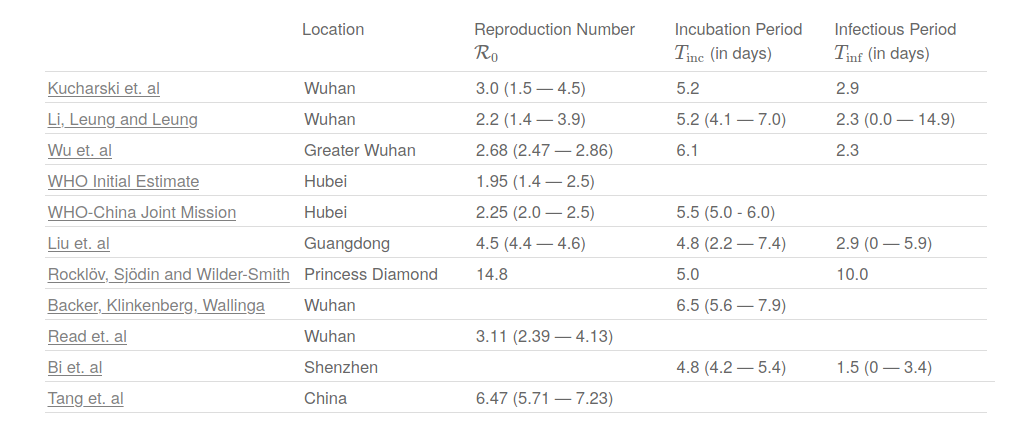 Location Reproduction Number Incubation Period Infectious Period
R0 Tinc (in days) Tinf (in days)
Kucharski et. al Wuhan 3.0 (1.5 — 4.5) 5.2 2.9
Li, Leung and Leung Wuhan 2.2 (1.4 — 3.9) 5.2 (4.1 — 7.0) 2.3 (0.0 — 14.9)
Wu et. al Greater Wuhan 2.68 (2.47 — 2.86) 6.1 2.3
WHO Initial Estimate Hubei 1.95 (1.4 — 2.5)
WHO-China Joint Mission Hubei 2.25 (2.0 — 2.5) 5.5 (5.0 - 6.0)
Liu et. al Guangdong 4.5 (4.4 — 4.6) 4.8 (2.2 — 7.4) 2.9 (0 — 5.9)
Rocklöv, Sjödin and Wilder-Smith Princess Diamond 14.8 5.0 10.0
Backer, Klinkenberg, Wallinga Wuhan 6.5 (5.6 — 7.9)
Read et. al Wuhan 3.11 (2.39 — 4.13)
Bi et. al Shenzhen 4.8 (4.2 — 5.4) 1.5 (0 — 3.4)
Tang et. al China 6.47 (5.71 — 7.23)